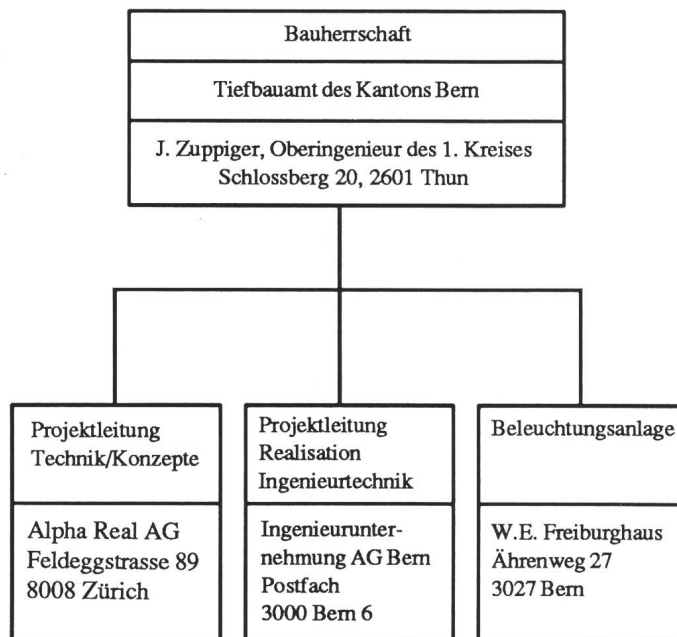 Bauherrschaft
Tiefbauamt des Kantons Bern
J. Zuppiger, Oberingenieur des 1. Kreises
Schlossberg 20, 2601 Thun
Projektleitung
Technik/Konzepte
Alpha Real AG
Feldeggstrasse 89
8008 Zürich
Projektleitung
Realisation
Ingenieurtechnik
Ingenieurunter-
nehmung AG Bern
Postfach
3000 Bern 6
Beleuchtungsanlage
W.E. Freiburghaus
Ährenweg 27
3027 Bern